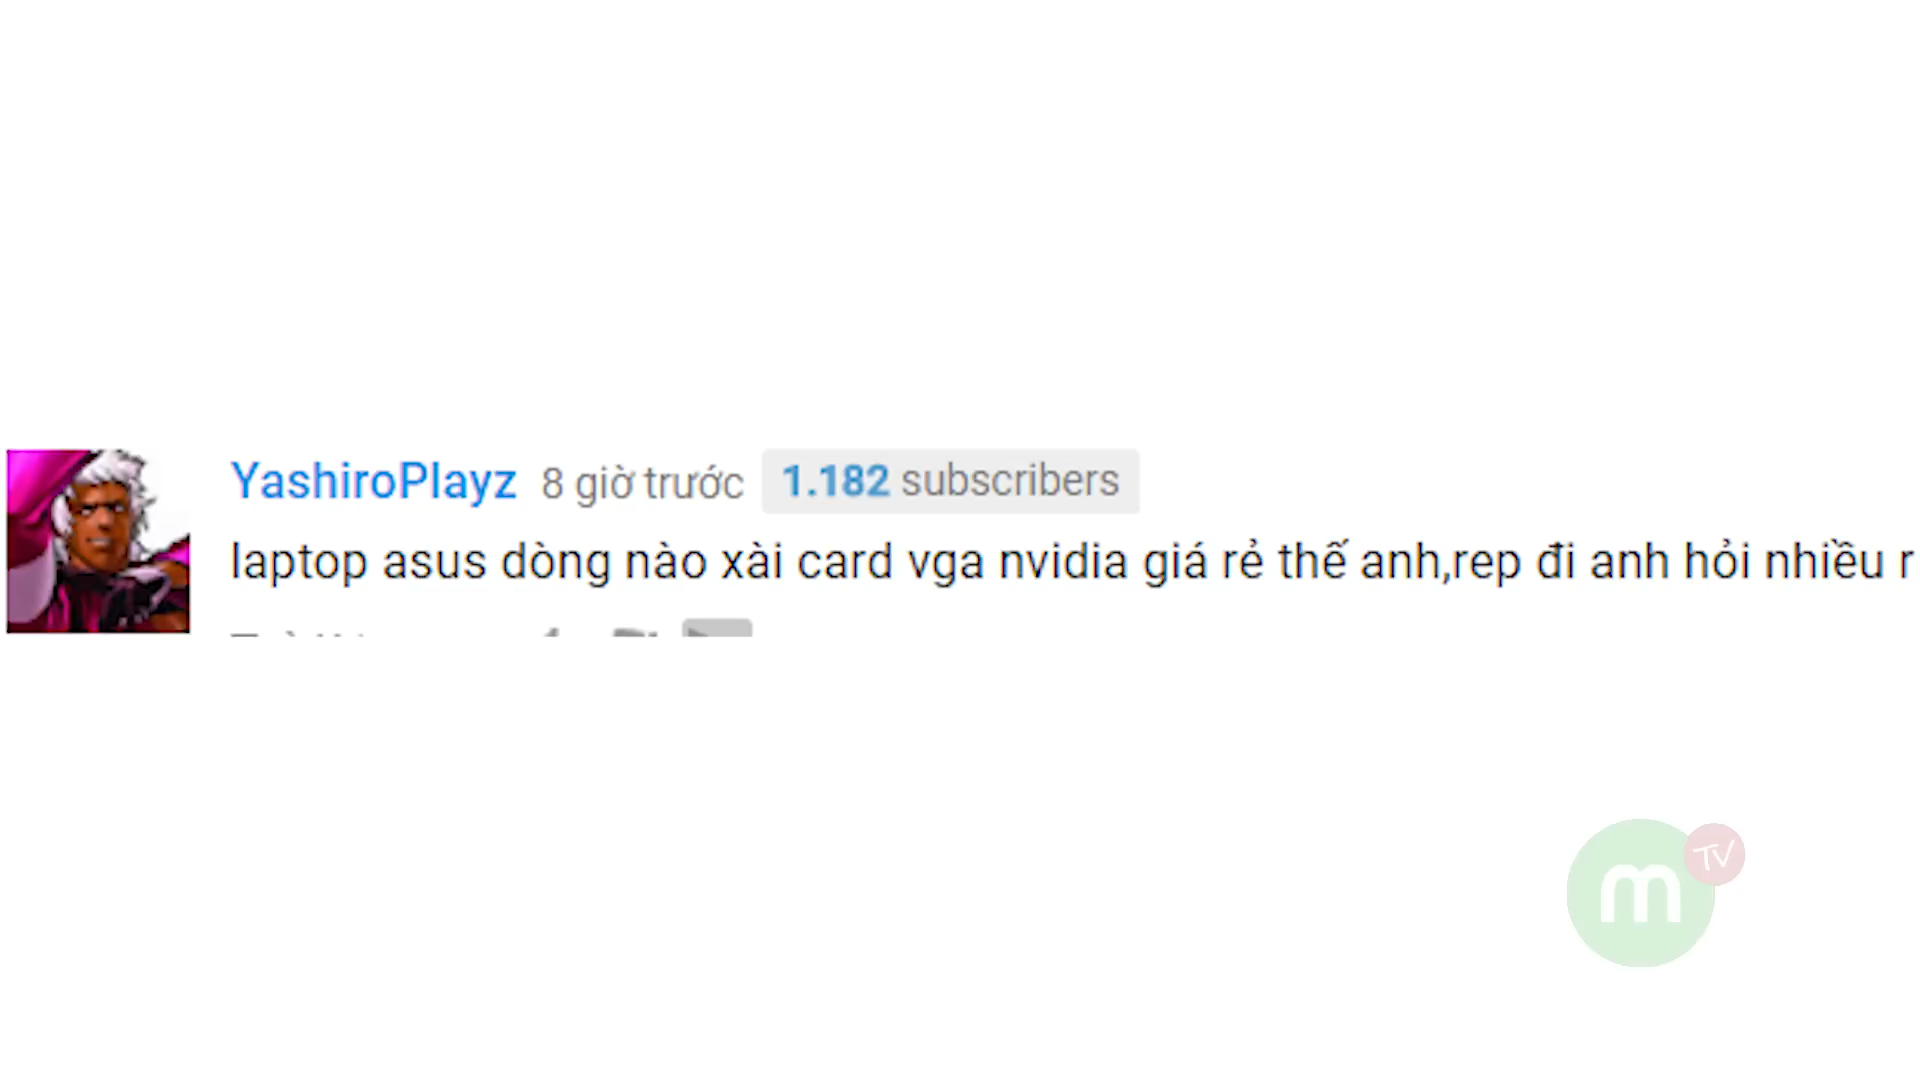 YashiroPlayz 8 giờ trước 1.182 subscribers
laptop asus dòng nào xài card vga nvidia giá rẻ thế anh,rep đi anh hỏi nhiều r
m TV